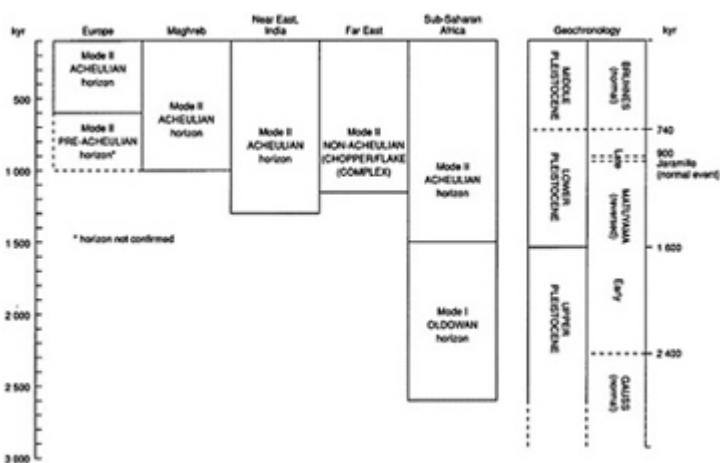 kyr
Europe
Maghreb
Near East,
India
Far East
Sub-Saharan
Africa
Geochronology
kyr
500
1 000
1 500
2 000
2 500
3 000
Mode II
ACHEULIAN
horizon
Mode II
PRE-ACHEULIAN
horizon*
Mode II
ACHEULIAN
horizon
Mode II
ACHEULIAN
horizon
Mode II
NON-ACHEULIAN
(CHOPPER/FLAKE
(COMPLEX)
Mode II
ACHEULIAN
horizon
Mode I
OLDOWAN
horizon
* horizon not confirmed
MIDDLE
PLEISTOCENE
LOWER
PLEISTOCENE
UPPER
PLEISTOCENE
BRUNHES
(normal)
Late
MATUYAMA
(reversed)
Early
GAUSS
(normal)
740
900
Jaramillo
(normal event)
1 600
2 400